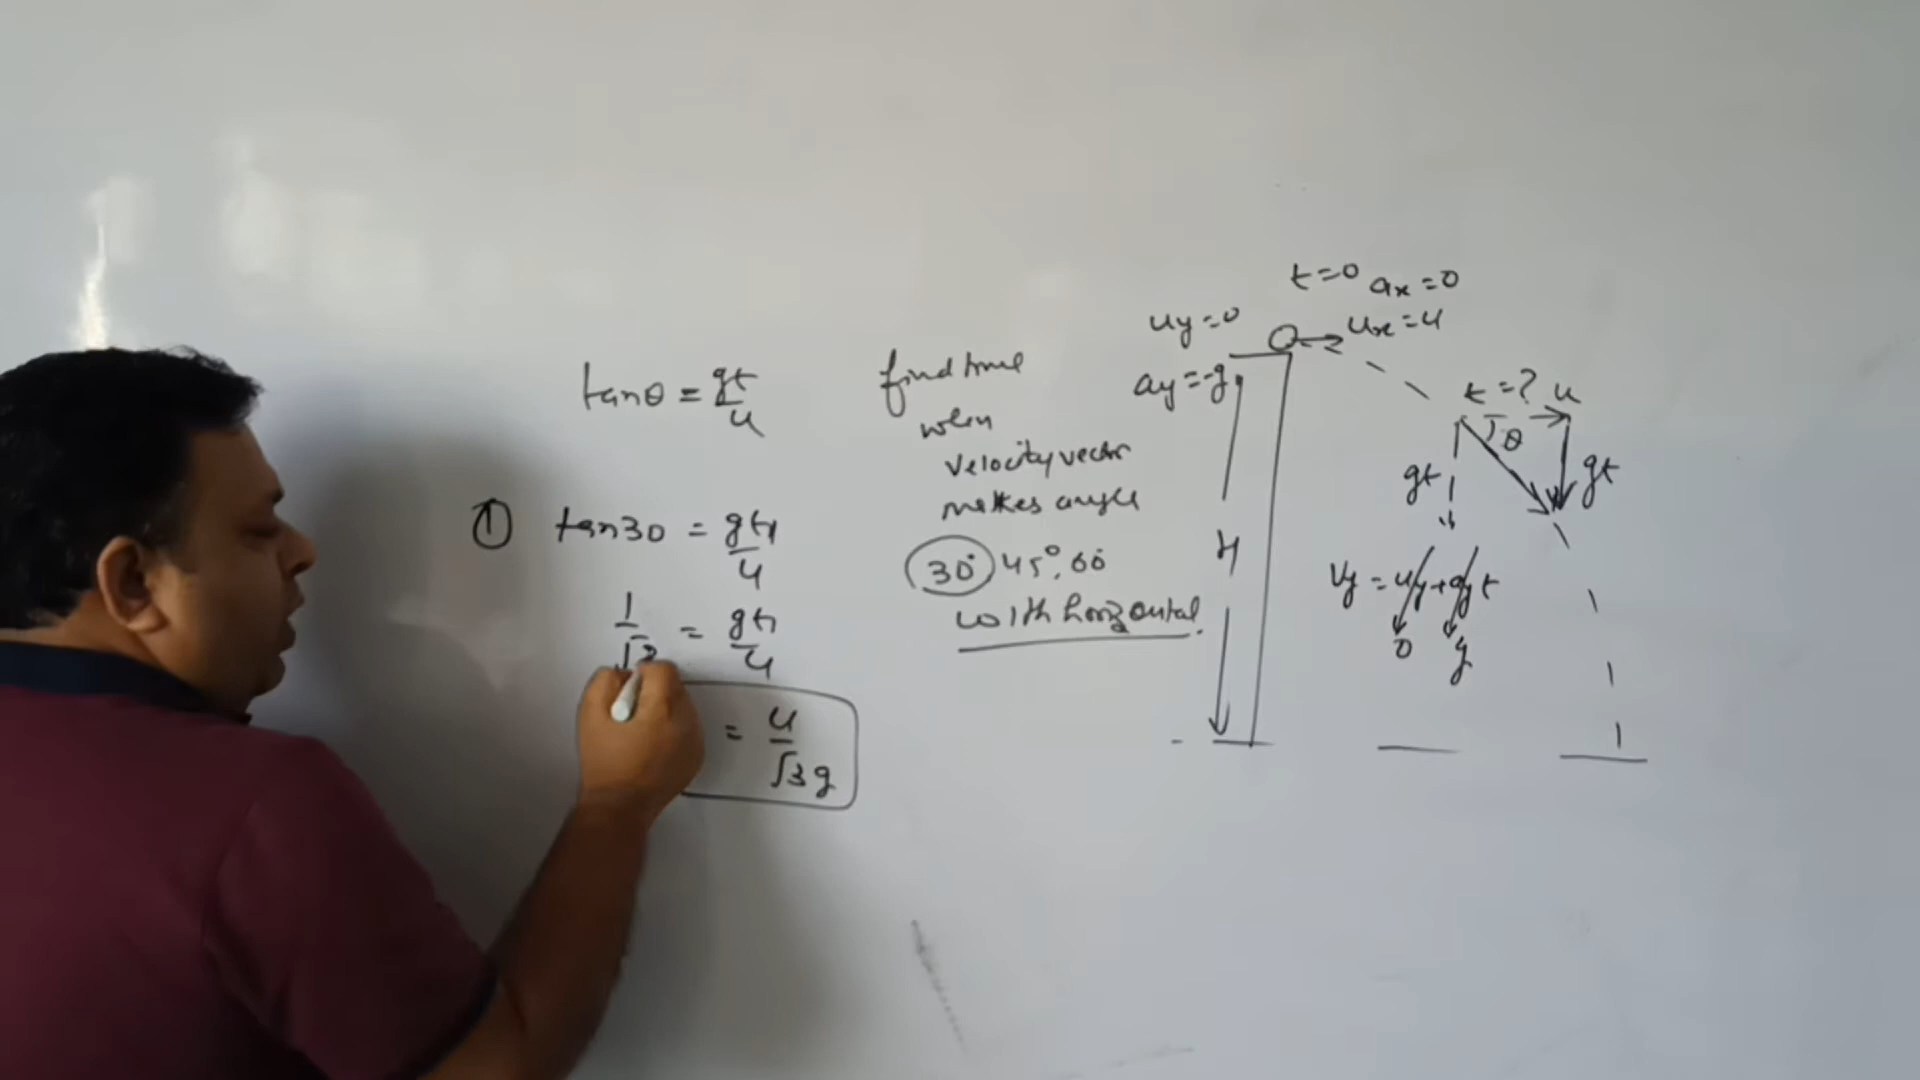 tanθ = gt/u
① tan30 = gt₁/u
1/√3 = gt₁/u
= u/√3g
find time
when
velocity vector
makes angle
30° 45°, 60°
with horizontal.
t=0 ax=0
uy=0
ux=u
ay=-g
t=? u
θ
gt
gt
H
Vy = uy+ayt
0 g